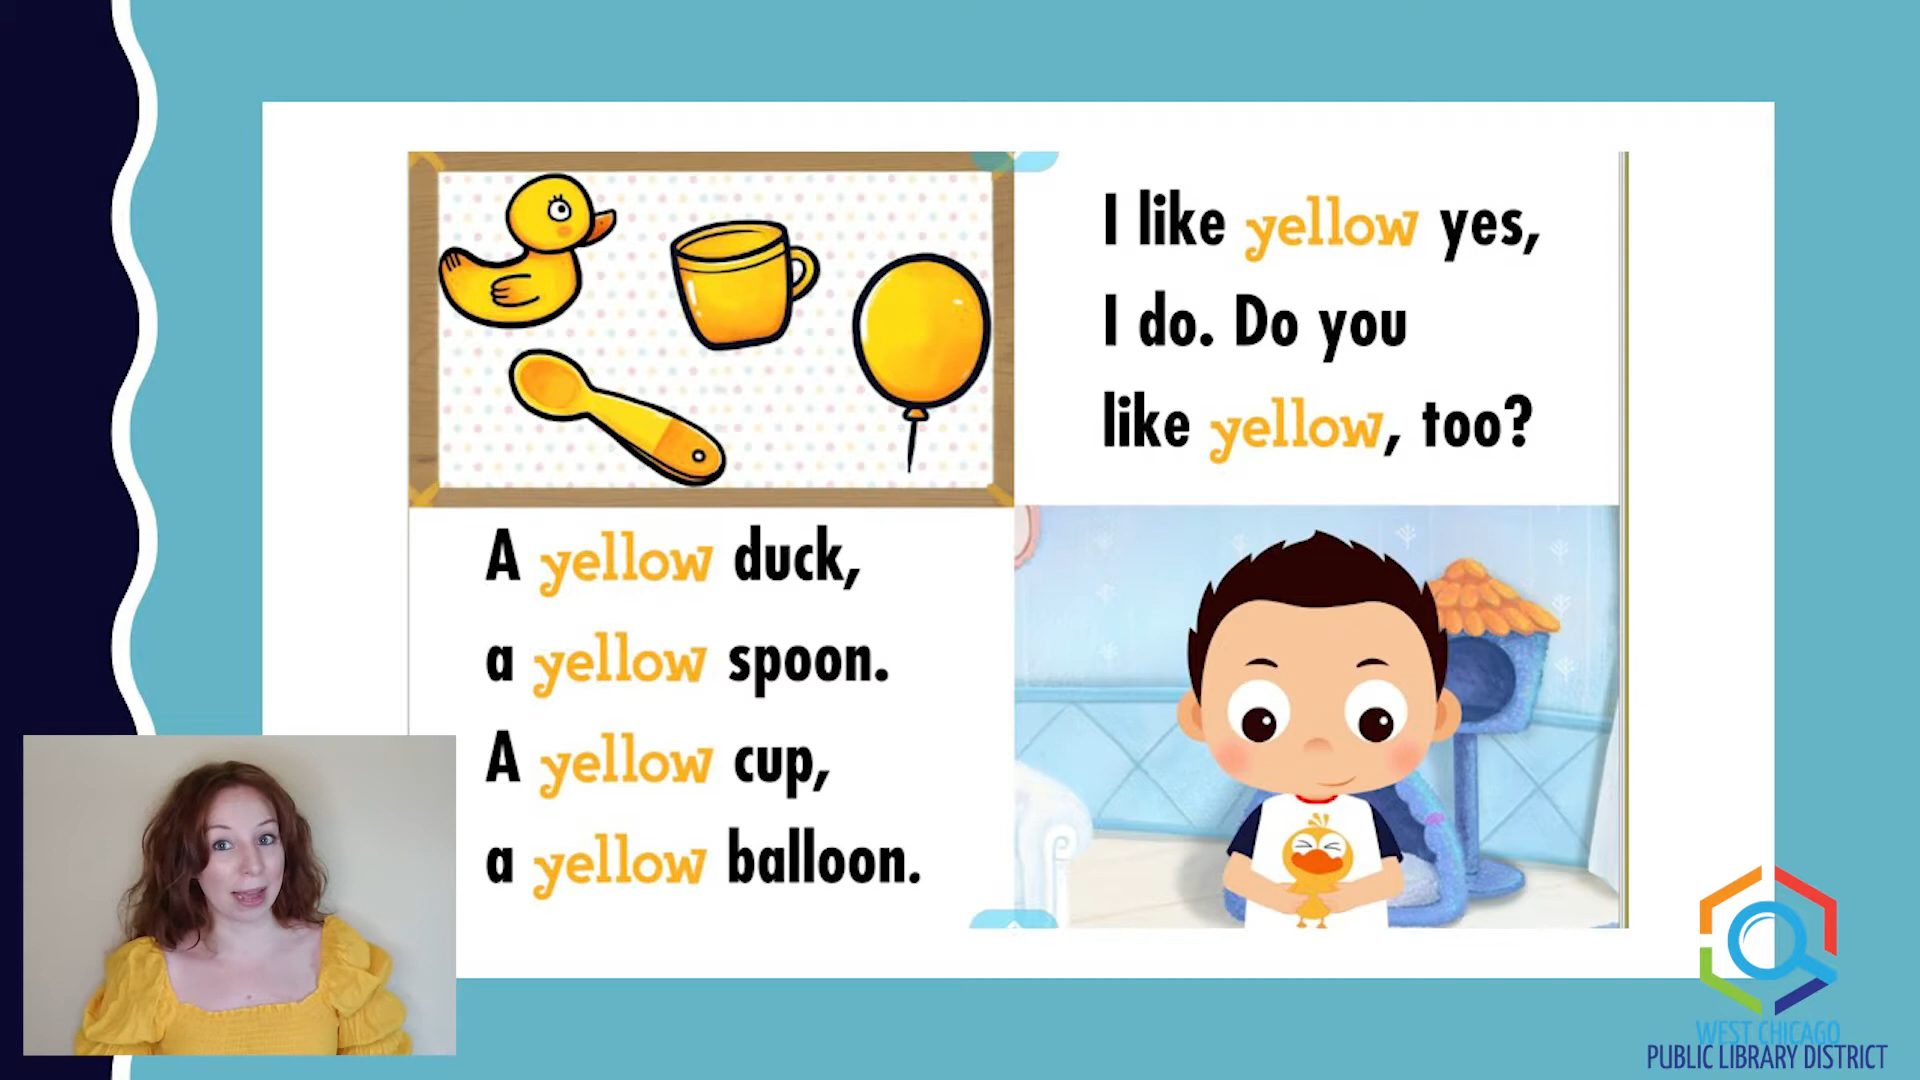 A yellow duck,
a yellow spoon.
A yellow cup,
a yellow balloon.
I like yellow yes,
I do. Do you
like yellow, too?
WEST CHICAGO
PUBLIC LIBRARY DISTRICT